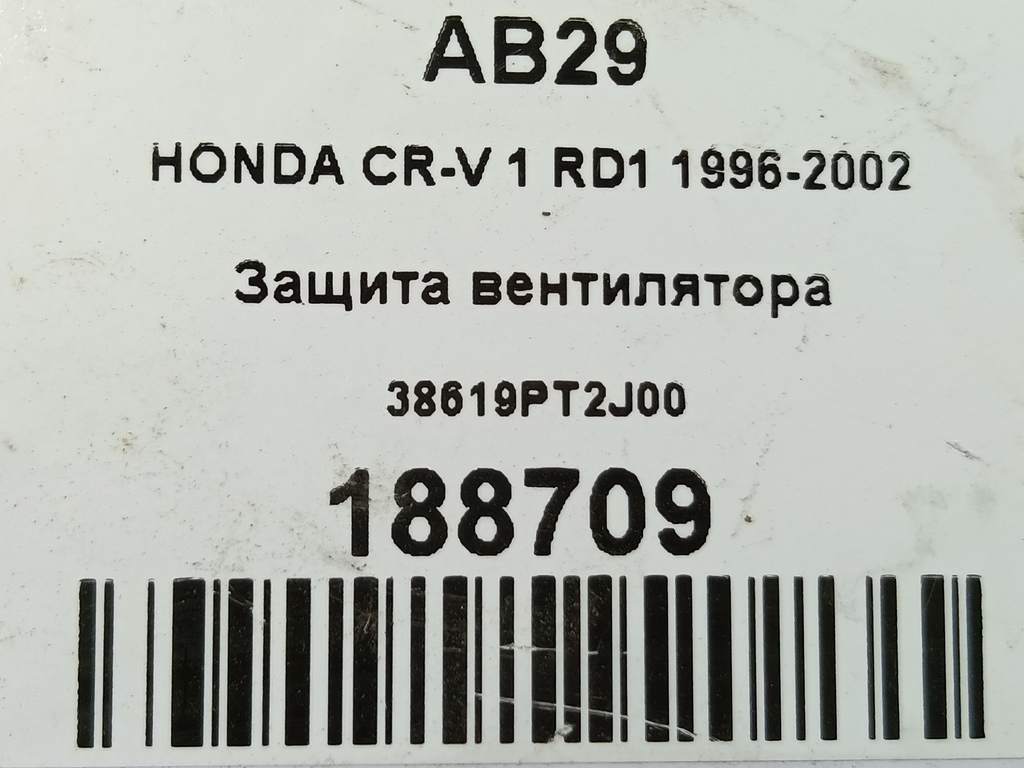 AB29
HONDA CR-V 1 RD1 1996-2002
Защита вентилятора
38619PT2J00
188709